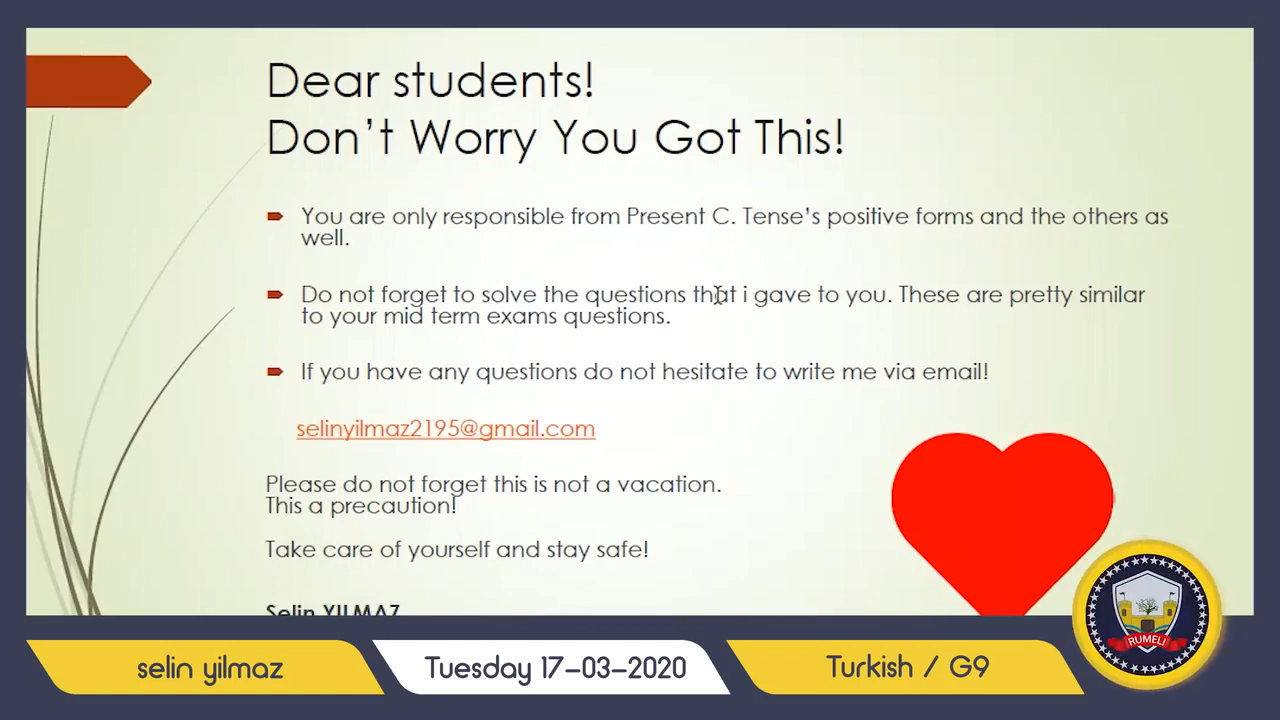 Dear students!
Don't Worry You Got This!
You are only responsible from Present C. Tense's positive forms and the others as
well.
Do not forget to solve the questions that i gave to you. These are pretty similar
to your mid term exams questions.
If you have any questions do not hesitate to write me via email!
selinyilmaz2195@gmail.com
Please do not forget this is not a vacation.
This a precaution!
Take care of yourself and stay safe!
Selin YILMAZ
RUMELI
selin yilmaz
Tuesday 17-03-2020
Turkish / G9